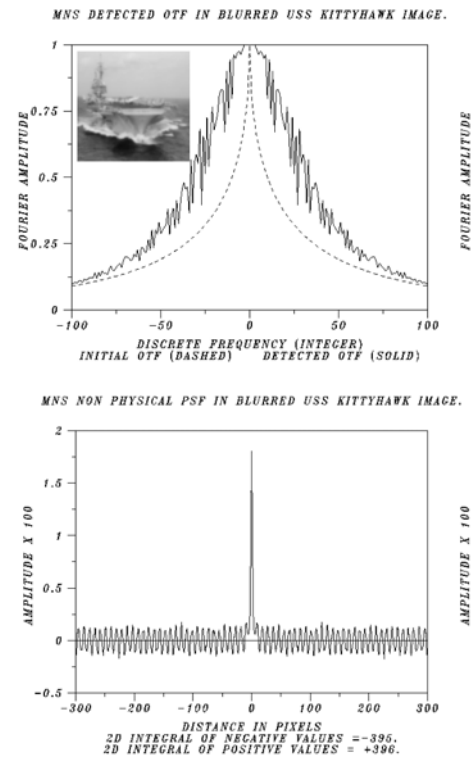 MNS DETECTED OTF IN BLURRED USS KITTYHAWK IMAGE.
1
0.75
0.5
0.25
0
FOURIER AMPLITUDE
FOURIER AMPLITUDE
-100 -50 0 50 100
DISCRETE FREQUENCY (INTEGER)
INITIAL OTF (DASHED) DETECTED OTF (SOLID)
MNS NON PHYSICAL PSF IN BLURRED USS KITTYHAWK IMAGE.
2
1.5
1
0.5
0
-0.5
AMPLITUDE X 100
AMPLITUDE X 100
-300 -200 -100 0 100 200 300
DISTANCE IN PIXELS
2D INTEGRAL OF NEGATIVE VALUES =-395.
2D INTEGRAL OF POSITIVE VALUES = +396.